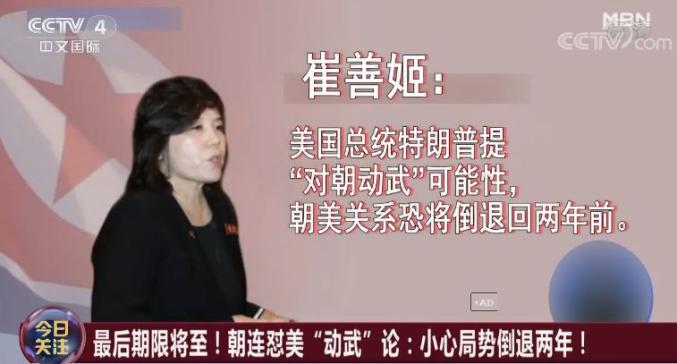 CCTV 4
中文国际
MBN
CCTV.com
崔善姬：
美国总统特朗普提
“对朝动武”可能性，
朝美关系恐将倒退回两年前。
AD
今日
关注
最后期限将至！朝连怼美“动武”论：小心局势倒退两年！